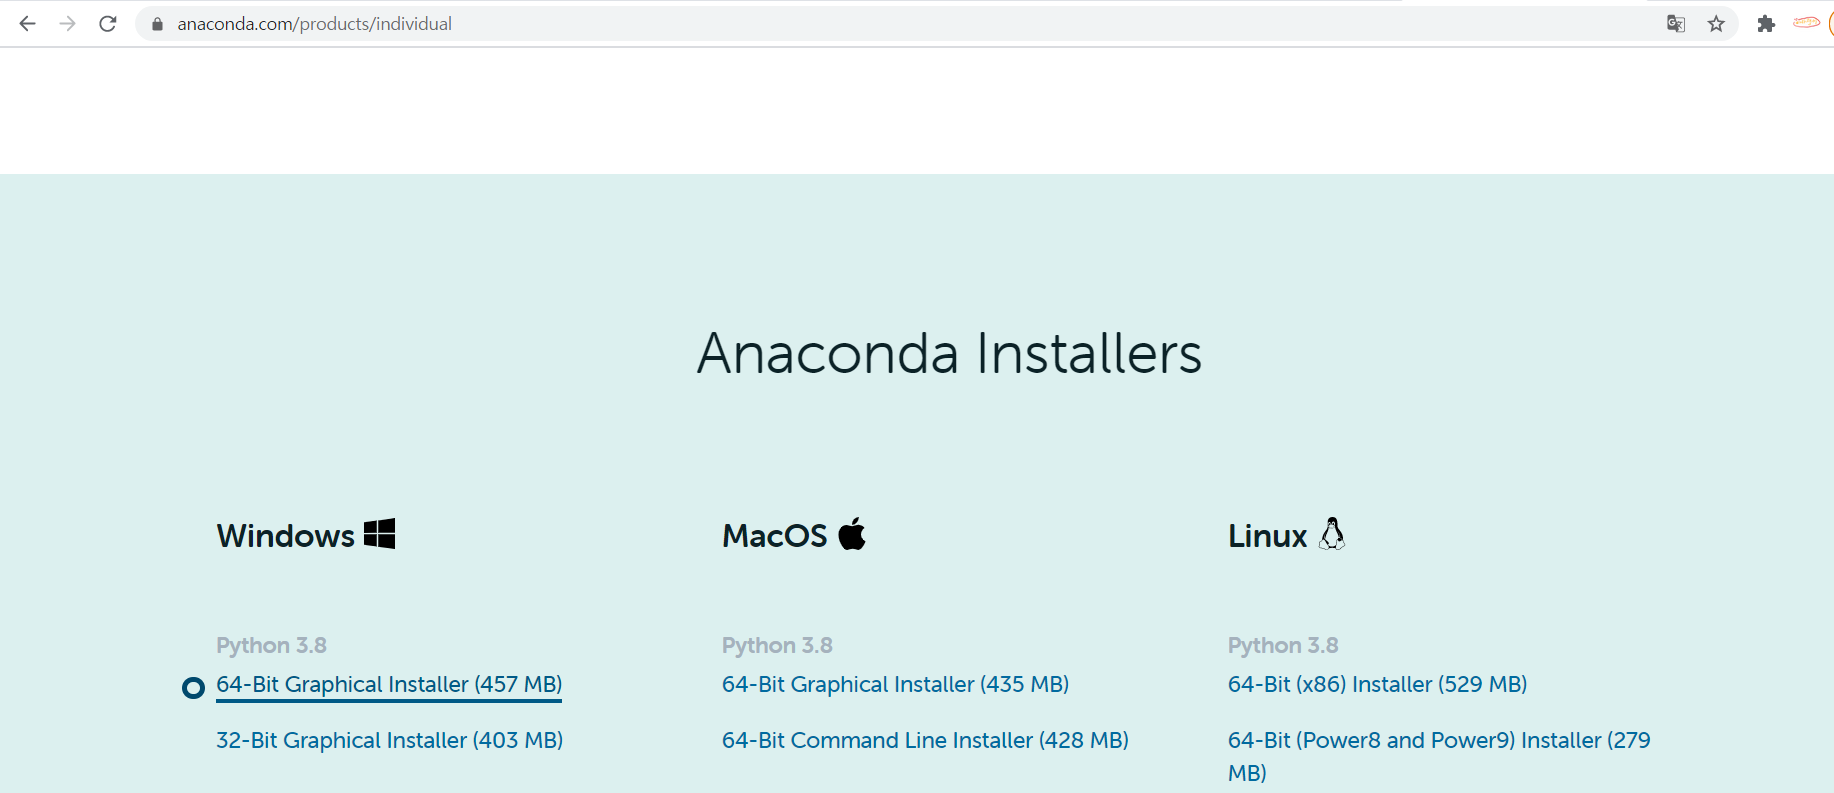 anaconda.com/products/individual
Anaconda Installers
Windows
MacOS
Linux
Python 3.8
64-Bit Graphical Installer (457 MB)
32-Bit Graphical Installer (403 MB)
Python 3.8
64-Bit Graphical Installer (435 MB)
64-Bit Command Line Installer (428 MB)
Python 3.8
64-Bit (x86) Installer (529 MB)
64-Bit (Power8 and Power9) Installer (279
MB)